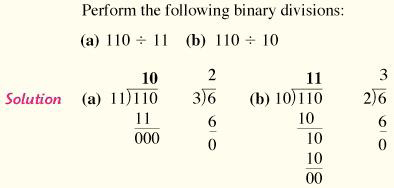 Perform the following binary divisions:
(a) 110 ÷ 11 (b) 110 ÷ 10
10 2 11 3
Solution (a) 11)110 3)6 (b) 10)110 2)6
11 6 10 6
000 0 10 0
10
00